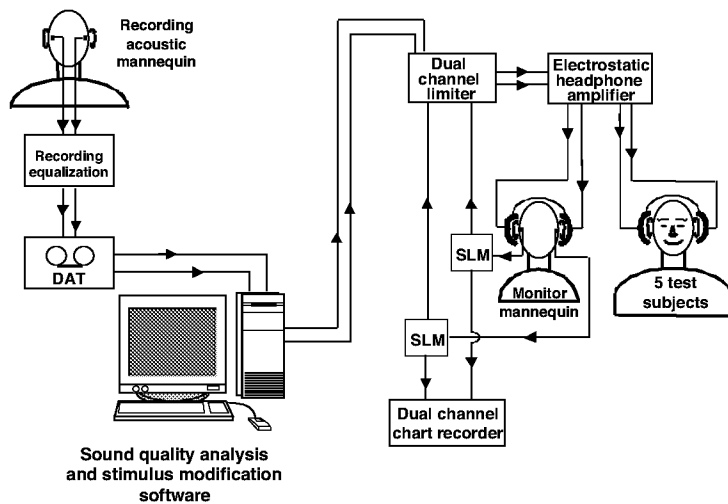 Recording
acoustic
mannequin
Recording
equalization
DAT
Sound quality analysis
and stimulus modification
software
Dual
channel
limiter
Electrostatic
headphone
amplifier
SLM
Monitor
mannequin
5 test
subjects
SLM
Dual channel
chart recorder